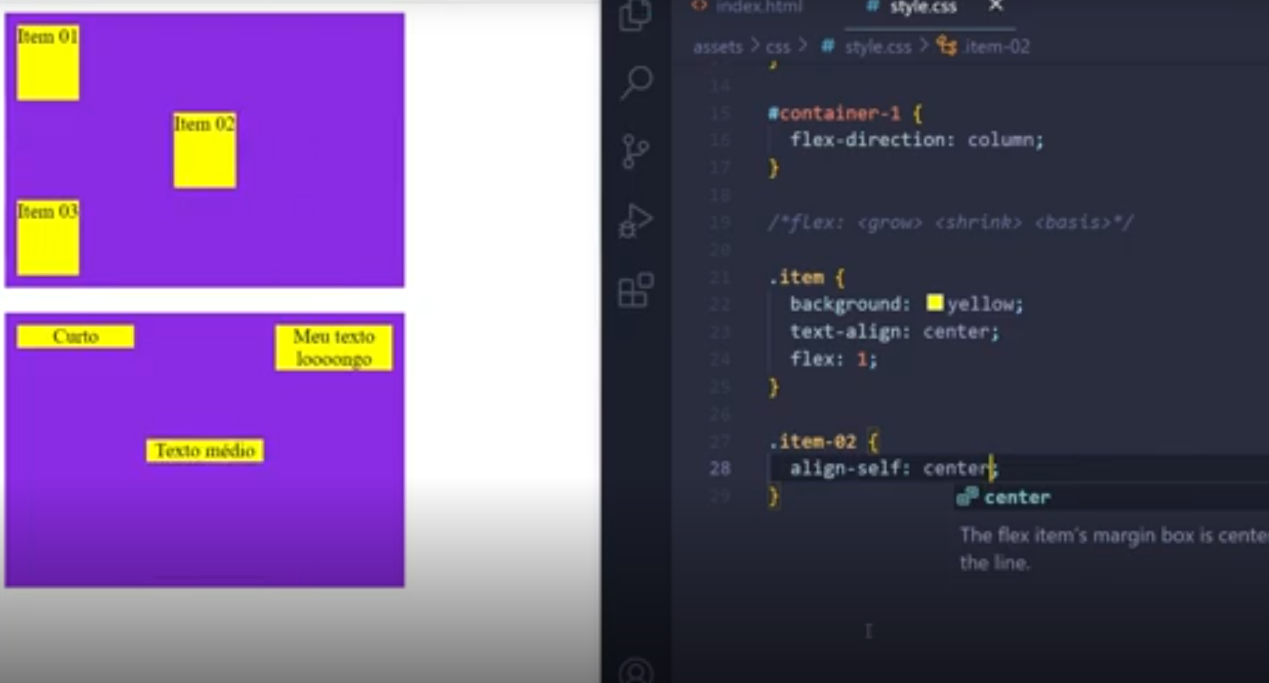 Item 01
Item 02
Item 03
Curto
Meu texto
loooongo
Texto médio
index.html
# style.css ×
assets > css > # style.css > .item-02
13 }
14
15 #container-1 {
16 flex-direction: column;
17 }
18
19 /*flex: <grow> <shrink> <basis>*/
20
21 .item {
22 background: yellow;
23 text-align: center;
24 flex: 1;
25 }
26
27 .item-02 {
28 align-self: center;
29 }
center
The flex item's margin box is cente
the line.